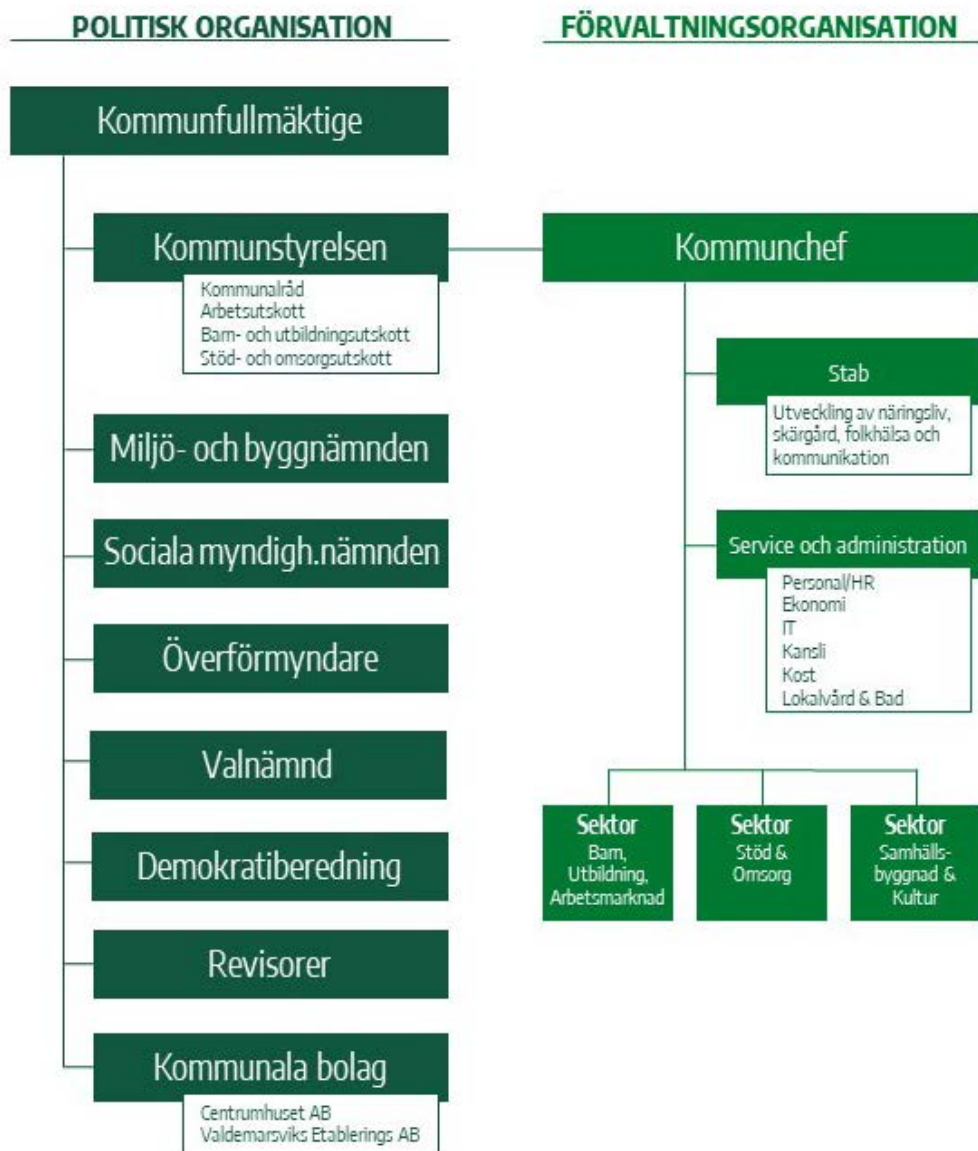 POLITISK ORGANISATION
Kommunfullmäktige
Kommunstyrelsen
Kommunalråd
Arbetsutskott
Barn- och utbildningsutskott
Stöd- och omsorgsutskott
Miljö- och byggnämnden
Sociala myndigh.nämnden
Överförmyndare
Valnämnd
Demokratiberedning
Revisorer
Kommunala bolag
Centrumhuset AB
Valdemarsviks Etablerings AB
FÖRVALTNINGSORGANISATION
Kommunchef
Stab
Utveckling av näringsliv,
skärgård, folkhälsa och
kommunikation
Service och administration
Personal/HR
Ekonomi
IT
Kansli
Kost
Lokalvård & Bad
Sektor
Barn,
Utbildning,
Arbetsmarknad
Sektor
Stöd &
Omsorg
Sektor
Samhälls-
byggnad &
Kultur